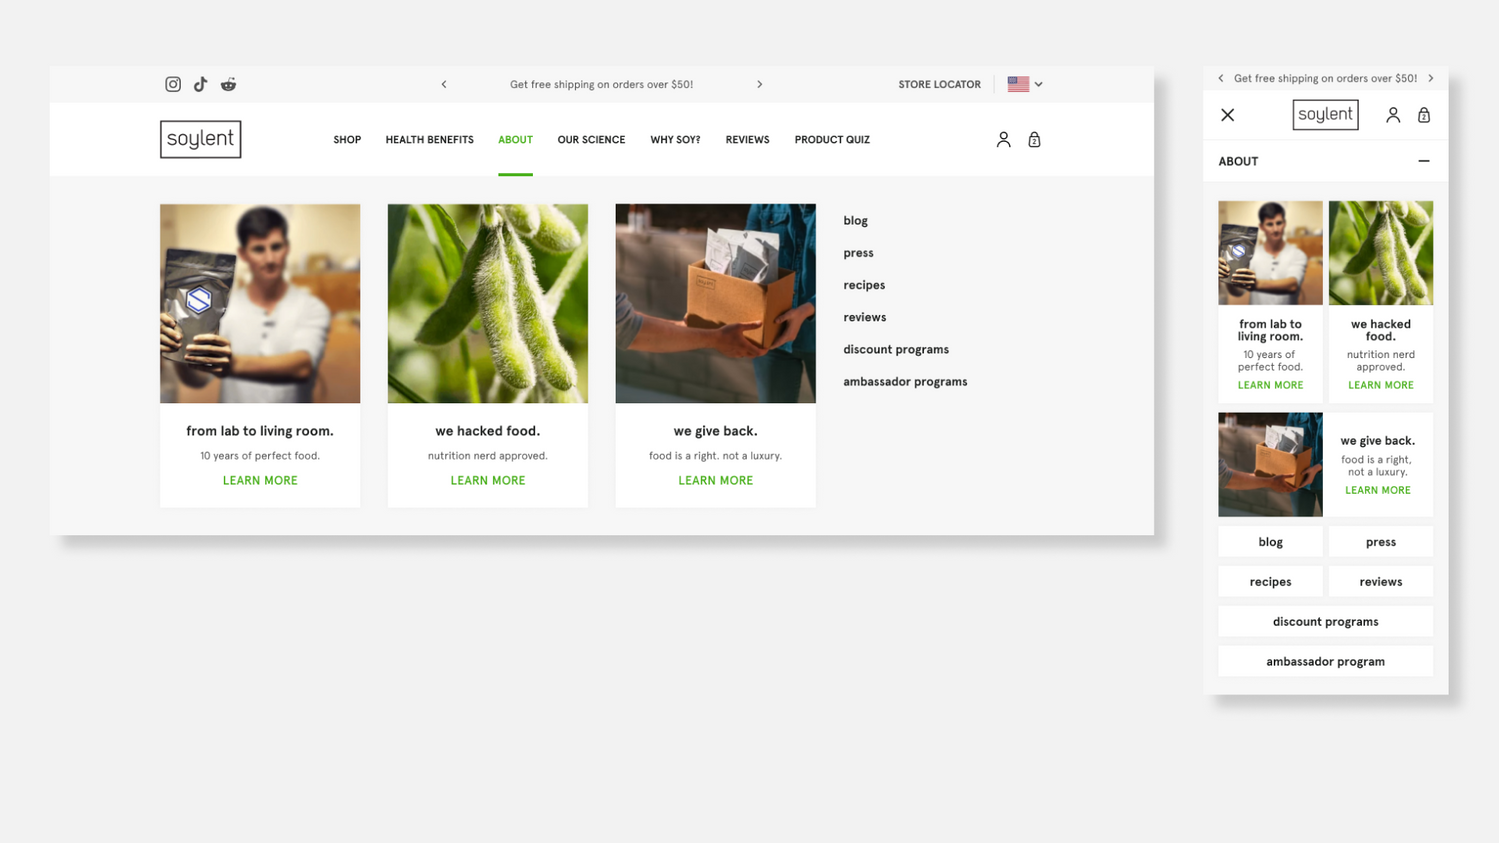 Get free shipping on orders over $50!
STORE LOCATOR
soylent
SHOP
HEALTH BENEFITS
ABOUT
OUR SCIENCE
WHY SOY?
REVIEWS
PRODUCT QUIZ
2
from lab to living room.
10 years of perfect food.
LEARN MORE
we hacked food.
nutrition nerd approved.
LEARN MORE
we give back.
food is a right. not a luxury.
LEARN MORE
blog
press
recipes
reviews
discount programs
ambassador programs
Get free shipping on orders over $50!
soylent
2
ABOUT
from lab to
living room.
10 years of
perfect food.
LEARN MORE
we hacked
food.
nutrition nerd
approved.
LEARN MORE
we give back.
food is a right,
not a luxury.
LEARN MORE
blog
press
recipes
reviews
discount programs
ambassador program